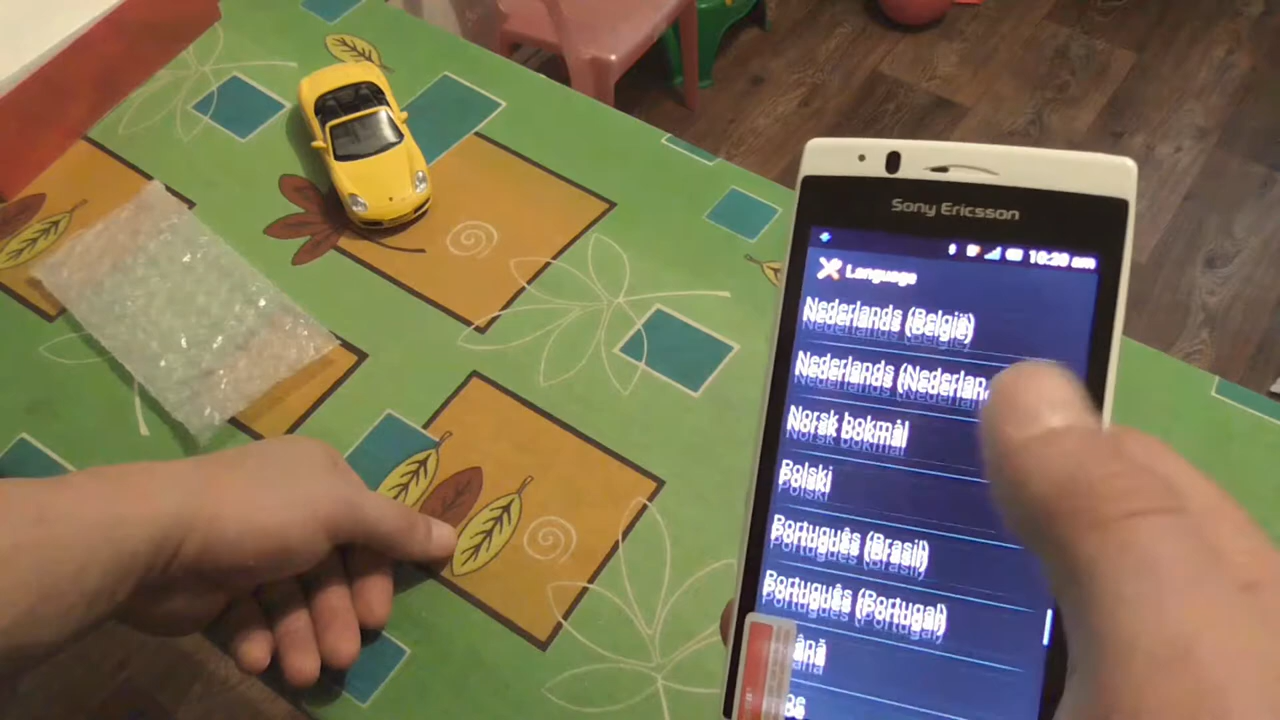 Sony Ericsson
10:20 am
Language
Nederlands (België)
Nederlands (Nederlan
Norsk bokmål
Polski
Português (Brasil)
Português (Portugal)